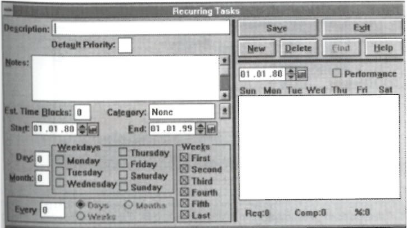 Recurring Tasks
Description:
Default Priority:
Notes:
Est. Time Blocks: 0 Category: None
Start: 01.01.80 End: 01.01.99
Day: 0
Month: 0
Weekdays
Monday
Tuesday
Wednesday
Thursday
Friday
Saturday
Sunday
Weeks
First
Second
Third
Fourth
Fifth
Last
Every 0 Days Months
Weeks
Save Exit
New Delete Find Help
01.01.80 Performance
Sun Mon Tue Wed Thu Fri Sat
Req:0 Comp:0 %:0